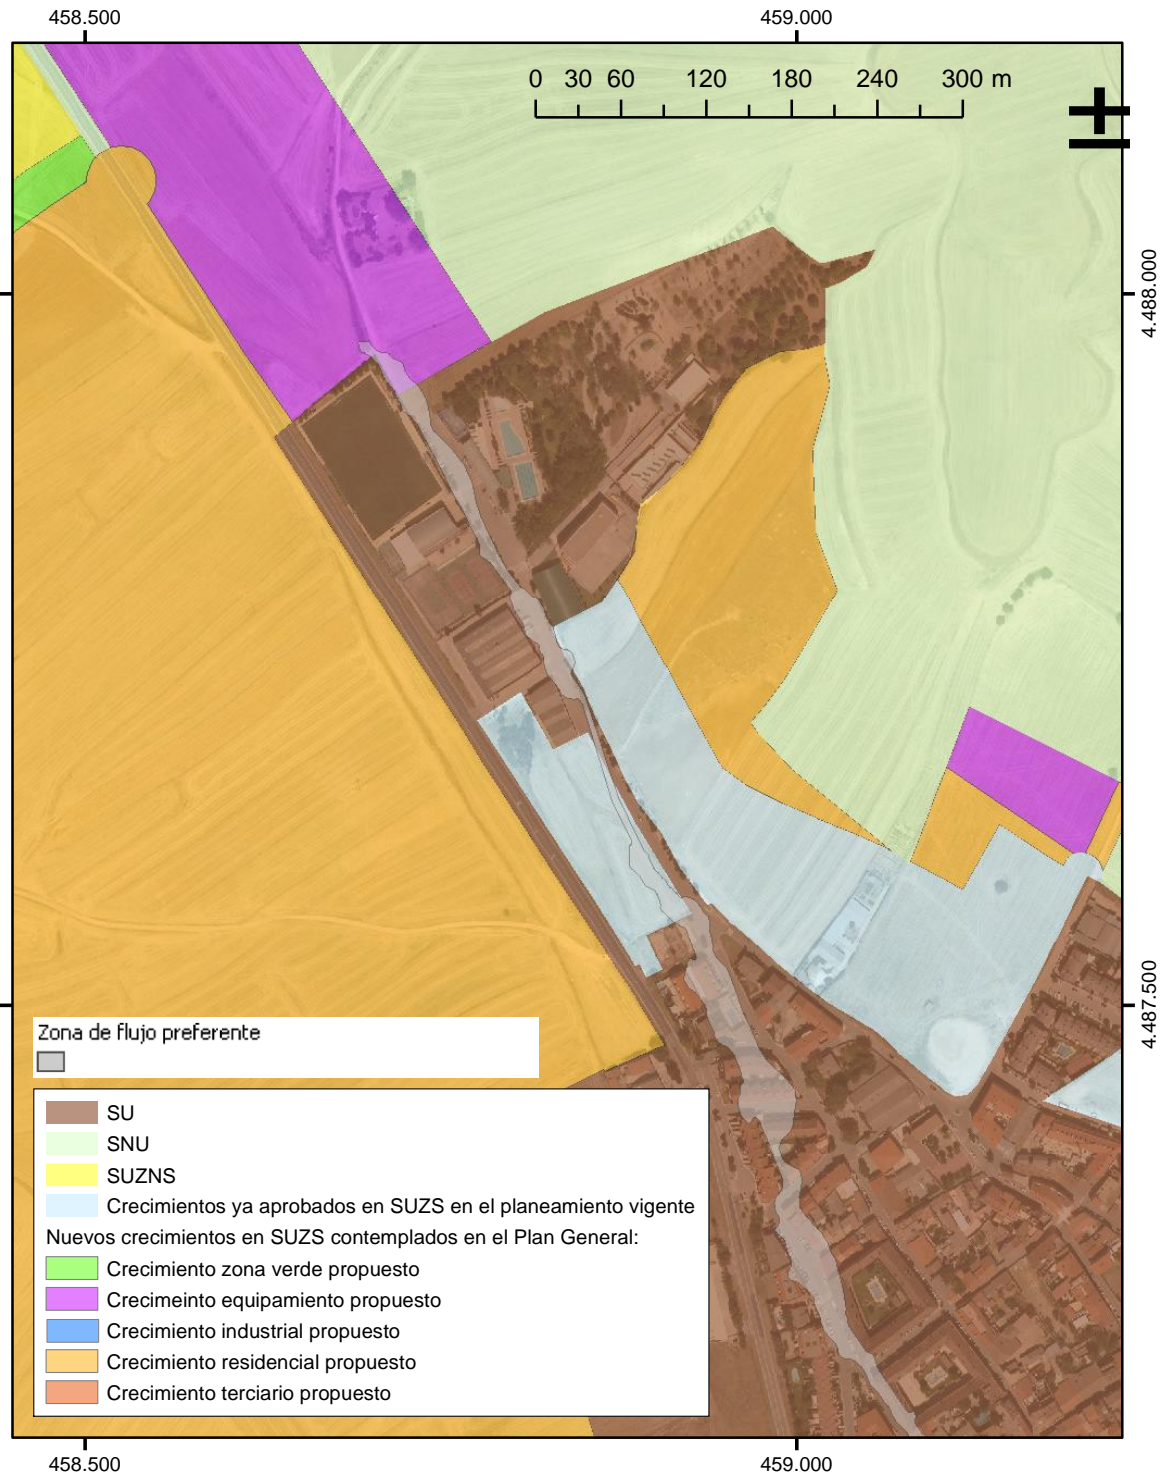 458.500 459.000
0 30 60 120 180 240 300 m
4.488.000
4.487.500
Zona de flujo preferente
SU
SNU
SUZNS
Crecimientos ya aprobados en SUZS en el planeamiento vigente
Nuevos crecimientos en SUZS contemplados en el Plan General:
Crecimiento zona verde propuesto
Crecimeinto equipamiento propuesto
Crecimiento industrial propuesto
Crecimiento residencial propuesto
Crecimiento terciario propuesto
458.500 459.000